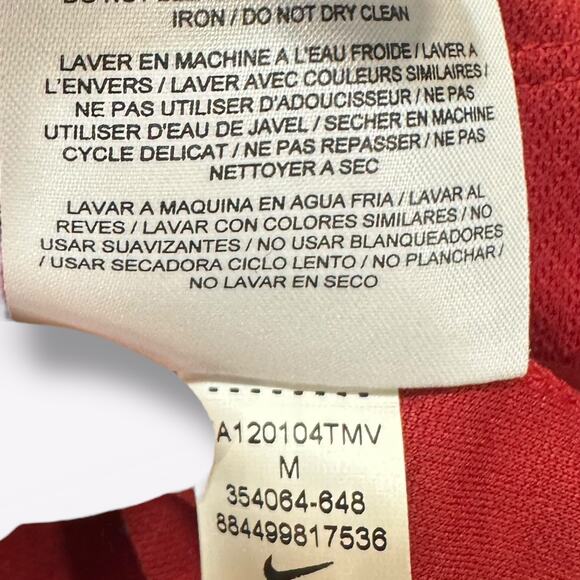 IRON / DO NOT DRY CLEAN
LAVER EN MACHINE A L'EAU FROIDE / LAVER A
L'ENVERS / LAVER AVEC COULEURS SIMILAIRES /
NE PAS UTILISER D'ADOUCISSEUR / NE PAS
UTILISER D'EAU DE JAVEL / SECHER EN MACHINE
CYCLE DELICAT / NE PAS REPASSER / NE PAS
NETTOYER A SEC
LAVAR A MAQUINA EN AGUA FRIA / LAVAR AL
REVES / LAVAR CON COLORES SIMILARES / NO
USAR SUAVIZANTES / NO USAR BLANQUEADORES
/ USAR SECADORA CICLO LENTO / NO PLANCHAR /
NO LAVAR EN SECO
A120104TMV
M
354064-648
884499817536